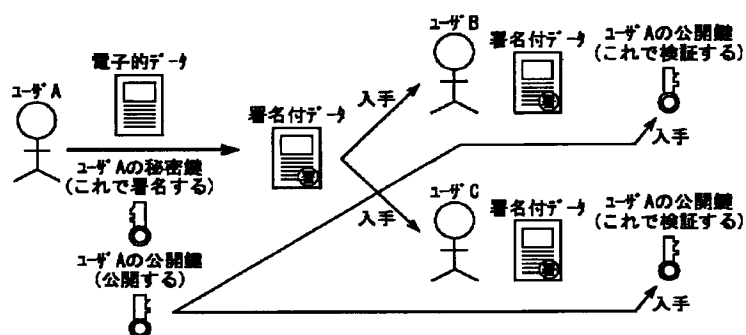 ユーザA
電子的データ
ユーザAの秘密鍵
(これで署名する)
ユーザAの公開鍵
(公開する)
署名付データ
署
入手
入手
ユーザB
署名付データ
署
ユーザAの公開鍵
(これで検証する)
入手
ユーザC
署名付データ
署
ユーザAの公開鍵
(これで検証する)
入手